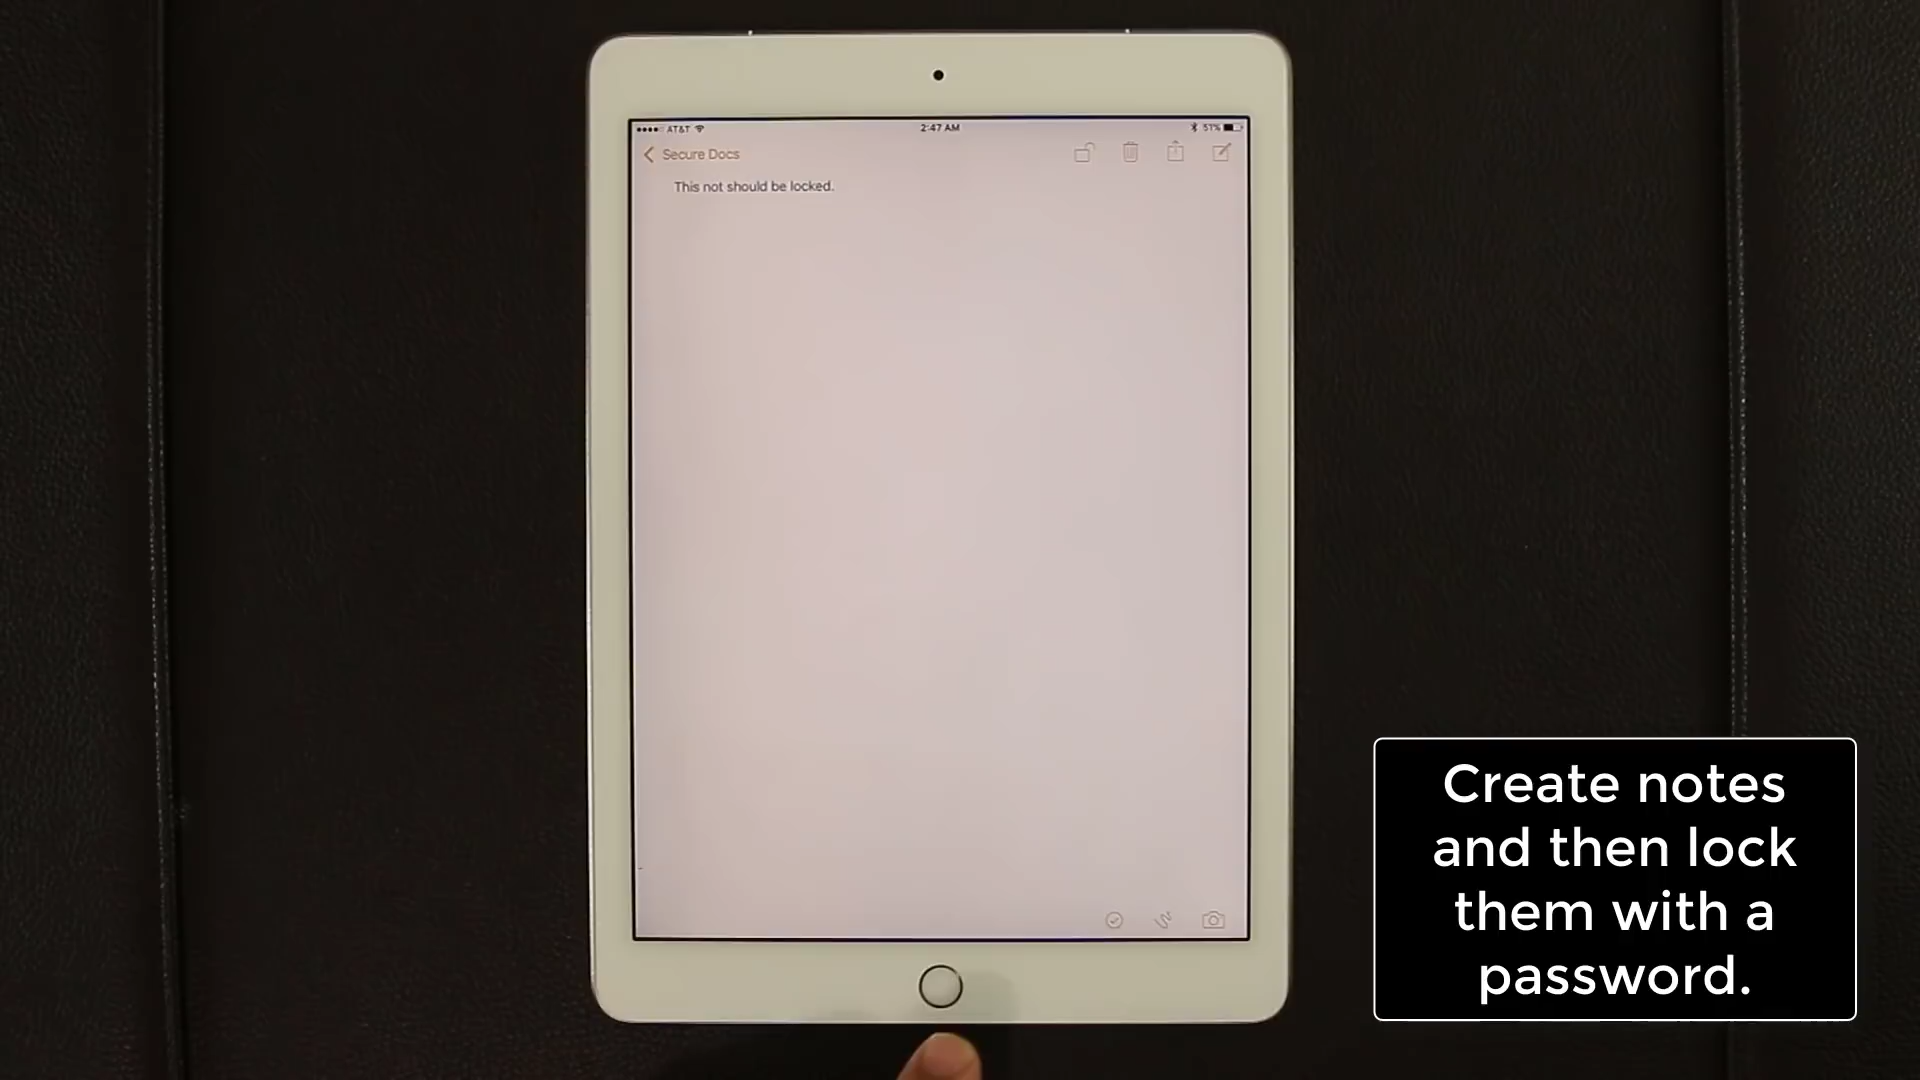 AT&T
2:47 AM
51%
Secure Docs
This not should be locked.
Create notes
and then lock
them with a
password.